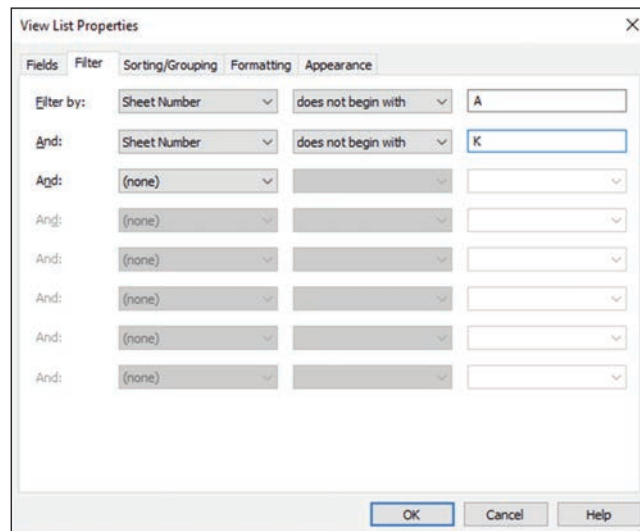 View List Properties
Fields Filter Sorting/Grouping Formatting Appearance
Filter by: Sheet Number does not begin with A
And: Sheet Number does not begin with K
And: (none)
And: (none)
And: (none)
And: (none)
And: (none)
And: (none)
OK Cancel Help